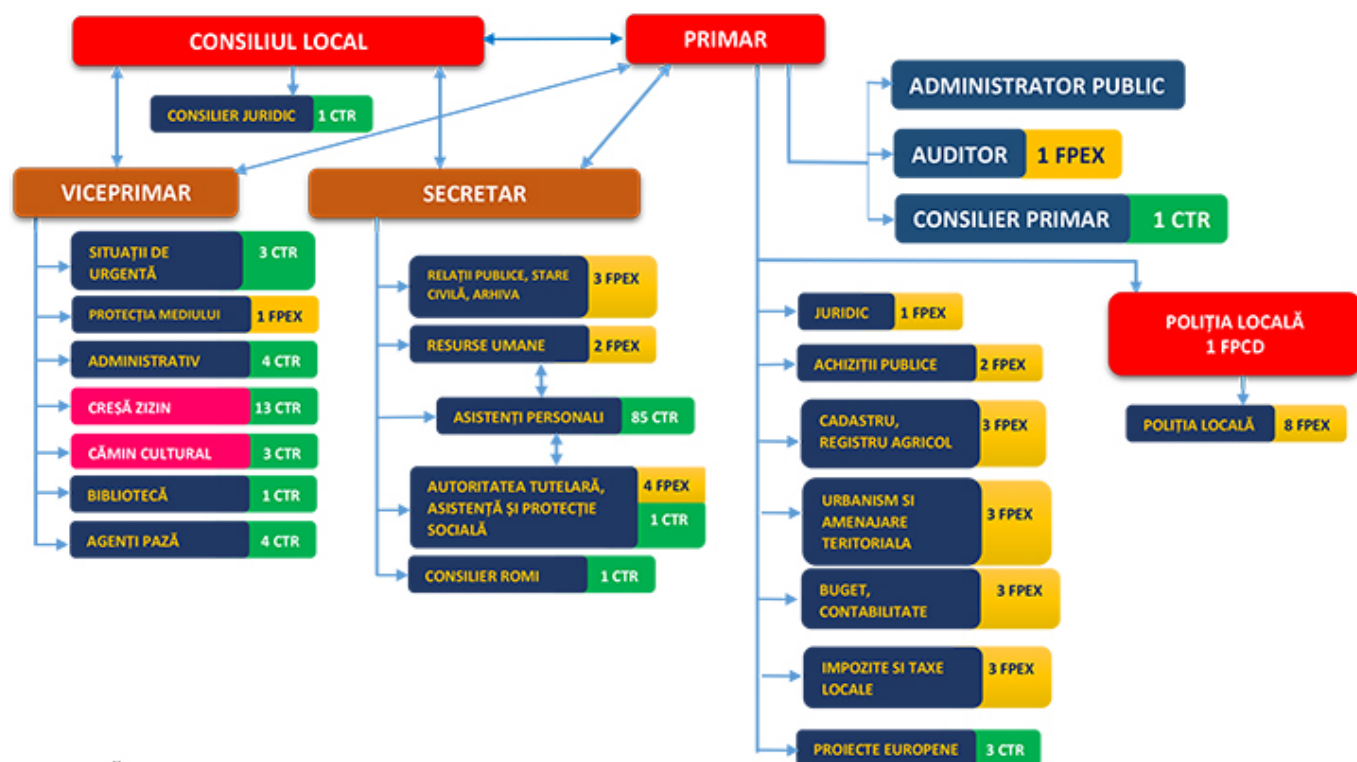 CONSILIUL LOCAL
PRIMAR
CONSILIER JURIDIC 1 CTR
ADMINISTRATOR PUBLIC
AUDITOR 1 FPEX
CONSILIER PRIMAR 1 CTR
VICEPRIMAR
SITUAȚII DE 3 CTR
URGENTĂ
PROTECȚIA MEDIULUI 1 FPEX
ADMINISTRATIV 4 CTR
CREȘĂ ZIZIN 13 CTR
CĂMIN CULTURAL 3 CTR
BIBLIOTECĂ 1 CTR
AGENȚI PAZĂ 4 CTR
SECRETAR
RELAȚII PUBLICE, STARE 3 FPEX
CIVILĂ, ARHIVA
RESURSE UMANE 2 FPEX
ASISTENȚI PERSONALI 85 CTR
AUTORITATEA TUTELARĂ, 4 FPEX
ASISTENȚĂ ȘI PROTECȚIE 1 CTR
SOCIALĂ
CONSILIER ROMI 1 CTR
JURIDIC 1 FPEX
ACHIZIȚII PUBLICE 2 FPEX
CADASTRU, 3 FPEX
REGISTRU AGRICOL
URBANISM SI 3 FPEX
AMENAJARE
TERITORIALA
BUGET, 3 FPEX
CONTABILITATE
IMPOZITE SI TAXE 3 FPEX
LOCALE
PROIECTE EUROPENE 3 CTR
POLIȚIA LOCALĂ
1 FPCD
POLIȚIA LOCALĂ 8 FPEX